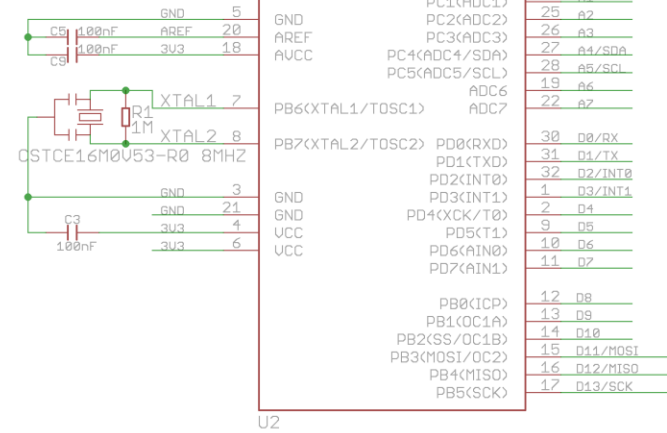 PC1(ADC1)
GND 5 GND PC2(ADC2) 25 A2
C5 100nF AREF 20 AREF PC3(ADC3) 26 A3
C9 100nF 3V3 18 AVCC PC4(ADC4/SDA) 27 A4/SDA
PC5(ADC5/SCL) 28 A5/SCL
ADC6 19 A6
XTAL1 7 PB6(XTAL1/TOSC1) ADC7 22 A7
R1
1M
XTAL2 8 PB7(XTAL2/TOSC2) PD0(RXD) 30 D0/RX
CSTCE16M0V53-R0 8MHZ PD1(TXD) 31 D1/TX
PD2(INT0) 32 D2/INT0
GND 3 GND PD3(INT1) 1 D3/INT1
GND 21 GND PD4(XCK/T0) 2 D4
C3 3V3 4 VCC PD5(T1) 9 D5
100nF 3V3 6 VCC PD6(AIN0) 10 D6
PD7(AIN1) 11 D7
PB0(ICP) 12 D8
PB1(OC1A) 13 D9
PB2(SS/OC1B) 14 D10
PB3(MOSI/OC2) 15 D11/MOSI
PB4(MISO) 16 D12/MISO
PB5(SCK) 17 D13/SCK
U2